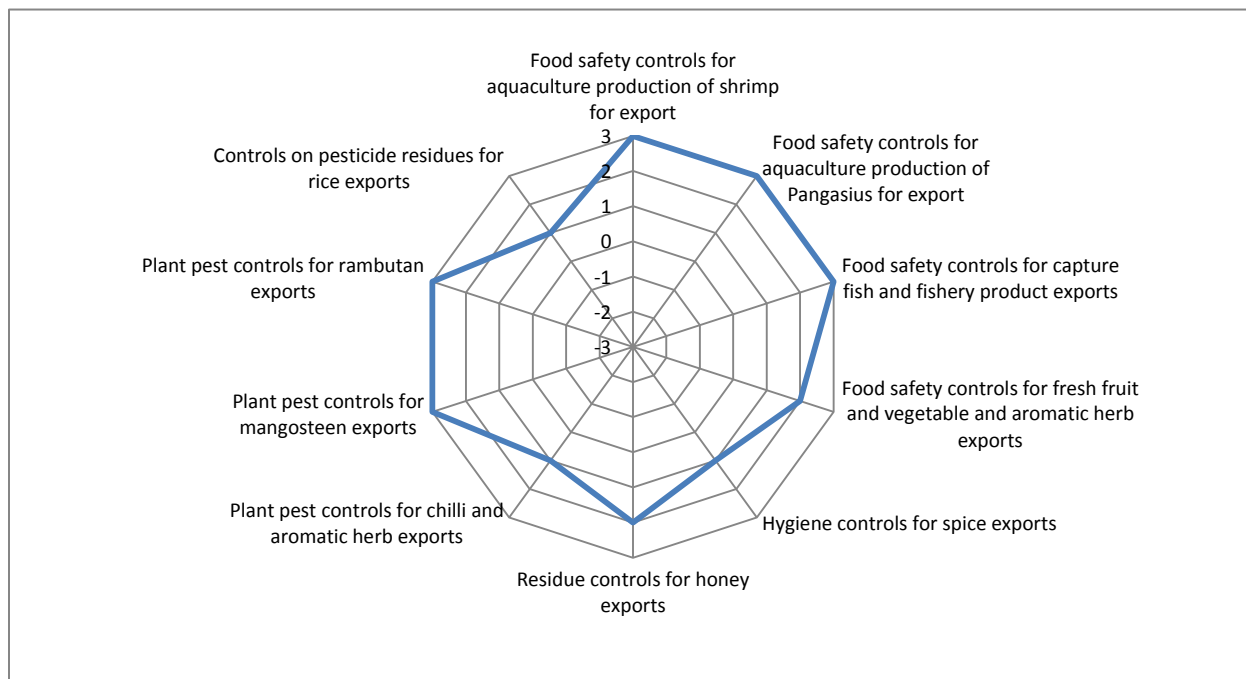 Food safety controls for
aquaculture production of shrimp
for export
Food safety controls for
aquaculture production of
Pangasius for export
Food safety controls for capture
fish and fishery product exports
Food safety controls for fresh fruit
and vegetable and aromatic herb
exports
Hygiene controls for spice exports
Residue controls for honey
exports
Plant pest controls for chilli and
aromatic herb exports
Plant pest controls for
mangosteen exports
Plant pest controls for rambutan
exports
Controls on pesticide residues for
rice exports
3
2
1
0
-1
-2
-3